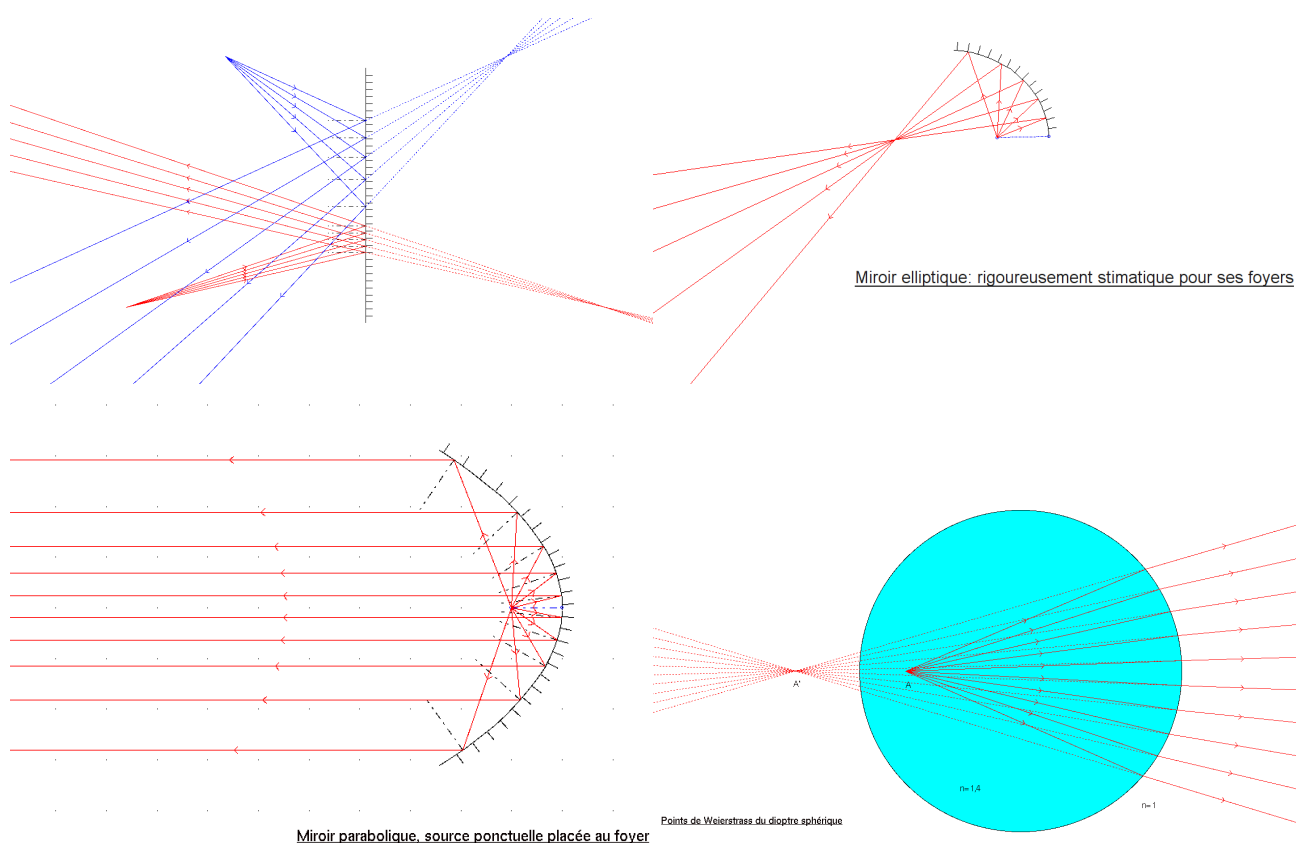 Miroir elliptique: rigoureusement stimatique pour ses foyers
Miroir parabolique, source ponctuelle placée au foyer
A'
A
n=1,4
n=1
Points de Weierstrass du dioptre sphérique